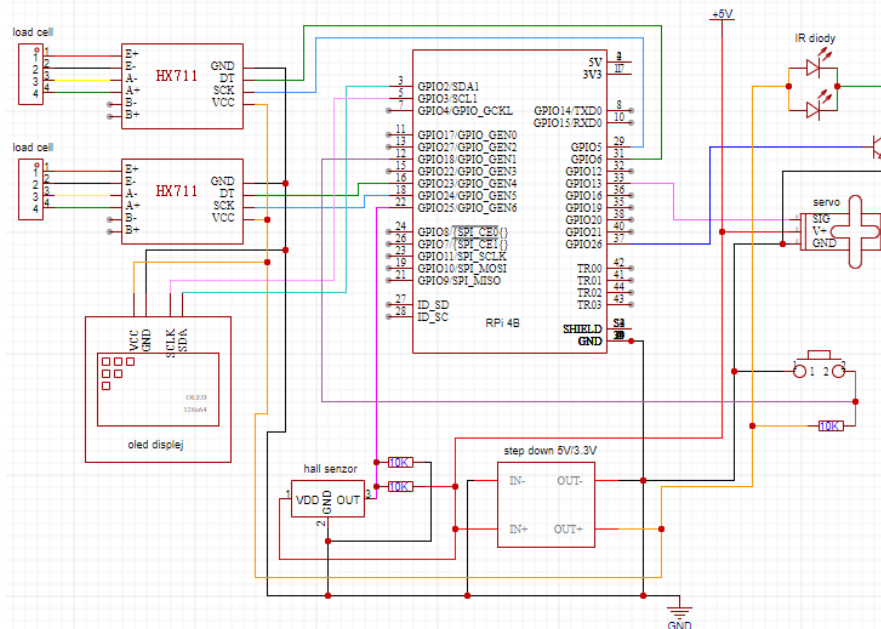 +5V
load cell
1
2
3
4
E+
E-
A-
A+
B-
B+
HX711
GND
DT
SCK
VCC
IR diody
3
5
7
GPIO2/SDA1
GPIO3/SCL1
GPIO4/GPIO_GCKL
5V
3V3
GPIO14/TXD0
GPIO15/RXD0
8
10
11
13
12
15
16
18
22
GPIO17/GPIO_GEN0
GPIO27/GPIO_GEN2
GPIO18/GPIO_GEN1
GPIO22/GPIO_GEN3
GPIO23/GPIO_GEN4
GPIO24/GPIO_GEN5
GPIO25/GPIO_GEN6
GPIO5
GPIO6
GPIO12
GPIO13
GPIO16
GPIO19
GPIO20
GPIO21
GPIO26
29
31
32
33
36
35
38
40
37
load cell
1
2
3
4
E+
E-
A-
A+
B-
B+
HX711
GND
DT
SCK
VCC
servo
SIG
V+
GND
24
26
23
19
21
GPIO8/(SPI_CE0{}
GPIO7/(SPI_CE1{}
GPIO11/SPI_SCLK
GPIO10/SPI_MOSI
GPIO9/SPI_MISO
27
28
ID_SD
ID_SC
TR00
TR01
TR02
TR03
42
41
44
43
RPi 4B
SHIELD
GND
VCC
GND
SCLK
SDA
OLED
128x64
oled displej
1
1
2
2
10K
hall senzor
1
VDD
GND
OUT
3
2
10K
10K
step down 5V/3.3V
IN-
OUT-
IN+
OUT+
GND